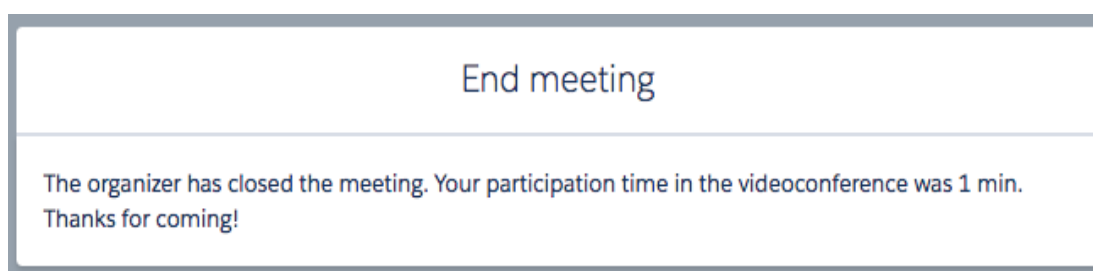 End meeting
The organizer has closed the meeting. Your participation time in the videoconference was 1 min.
Thanks for coming!